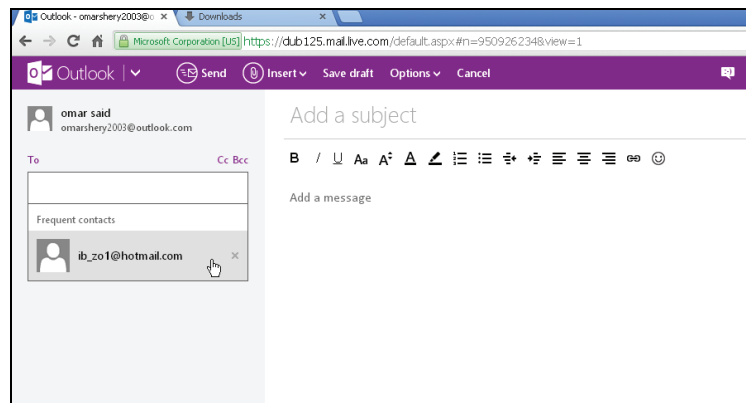 Outlook - omarshery2003@o
Downloads
Microsoft Corporation [US] https://dub125.mail.live.com/default.aspx#n=950926234&view=1
Outlook Send Insert Save draft Options Cancel
omar said
omarshery2003@outlook.com
To Cc Bcc
Frequent contacts
ib_zo1@hotmail.com
Add a subject
B I U Aa A A
Add a message